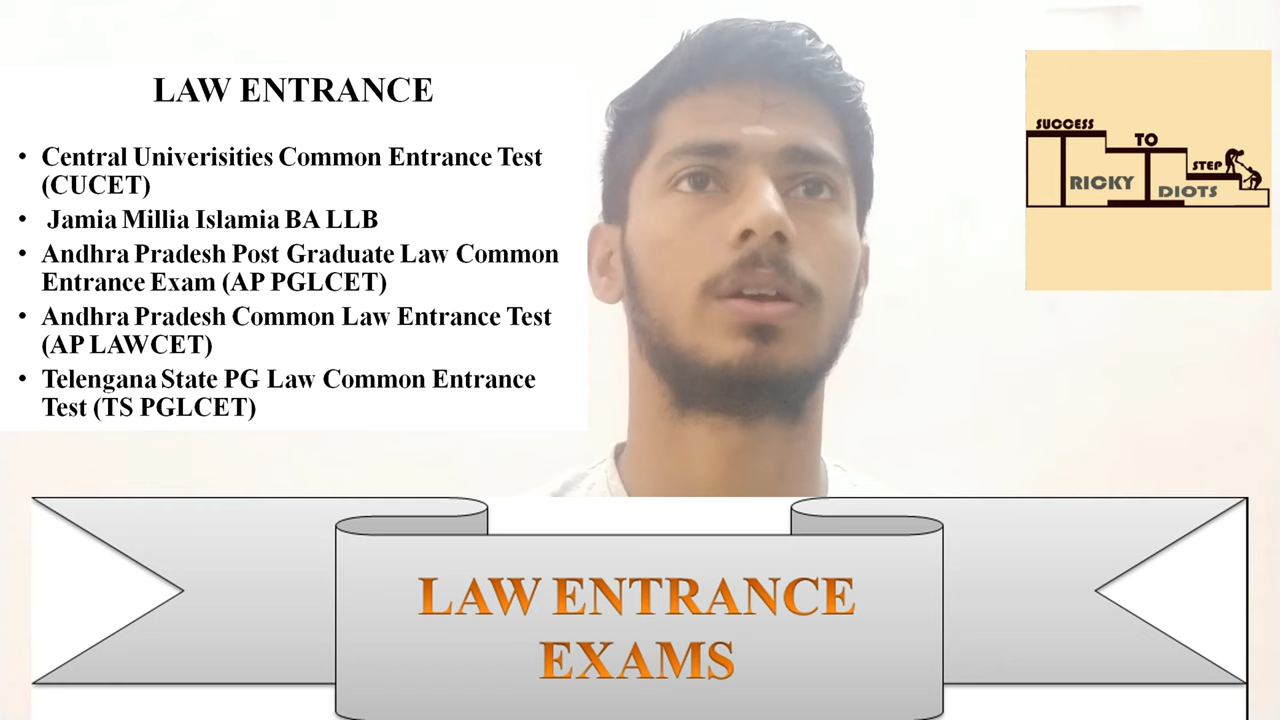 LAW ENTRANCE
• Central Univerisities Common Entrance Test
(CUCET)
• Jamia Millia Islamia BA LLB
• Andhra Pradesh Post Graduate Law Common
Entrance Exam (AP PGLCET)
• Andhra Pradesh Common Law Entrance Test
(AP LAWCET)
• Telengana State PG Law Common Entrance
Test (TS PGLCET)
SUCCESS
TO
STEP
RICKY
DIOTS
LAW ENTRANCE
EXAMS